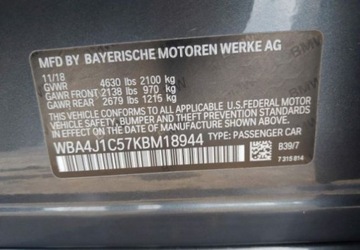 MFD BY BAYERISCHE MOTOREN WERKE AG
11/18 4630 lbs 2100 kg
GVWR
GAWR FRONT 2138 lbs 970 kg
GAWR REAR 2679 lbs 1215 kg
THIS VEHICLE CONFORMS TO ALL APPLICABLE U.S. FEDERAL MOTOR
VEHICLE SAFETY, BUMPER AND THEFT PREVENTION STANDARDS
IN EFFECT ON THE DATE OF MANUFACTURE SHOWN ABOVE.
WBA4J1C57KBM18944 TYPE: PASSENGER CAR
B39/7
7 315 814